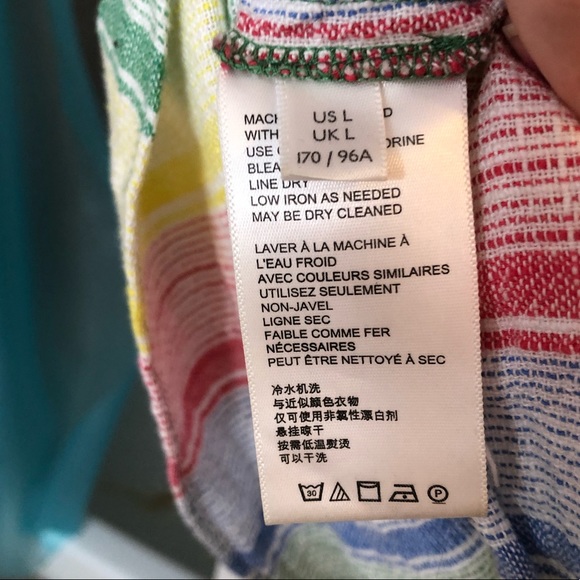 US L
UK L
170 / 96A
MACH
WITH
USE ORINE
BLEA
LINE DRY
LOW IRON AS NEEDED
MAY BE DRY CLEANED
LAVER À LA MACHINE À
L'EAU FROID
AVEC COULEURS SIMILAIRES
UTILISEZ SEULEMENT
NON-JAVEL
LIGNE SEC
FAIBLE COMME FER
NÉCESSAIRES
PEUT ÊTRE NETTOYÉ À SEC
冷水机洗
与近似颜色衣物
仅可使用非氯性漂白剂
悬挂晾干
按需低温熨烫
可以干洗
30 P